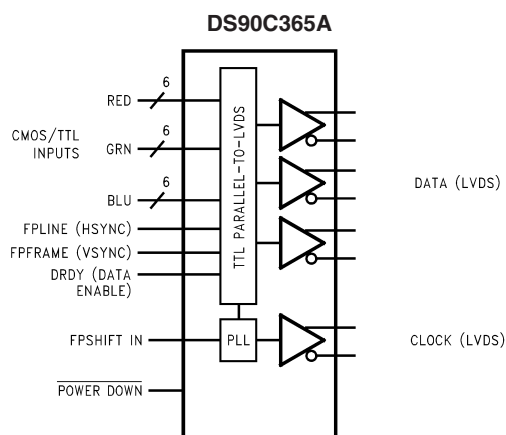 DS90C365A
6
RED
6
CMOS/TTL
INPUTS
GRN
6
BLU
FPLINE (HSYNC)
FPFRAME (VSYNC)
DRDY (DATA
ENABLE)
FPSHIFT IN
POWER DOWN
TTL PARALLEL-TO-LVDS
PLL
DATA (LVDS)
CLOCK (LVDS)